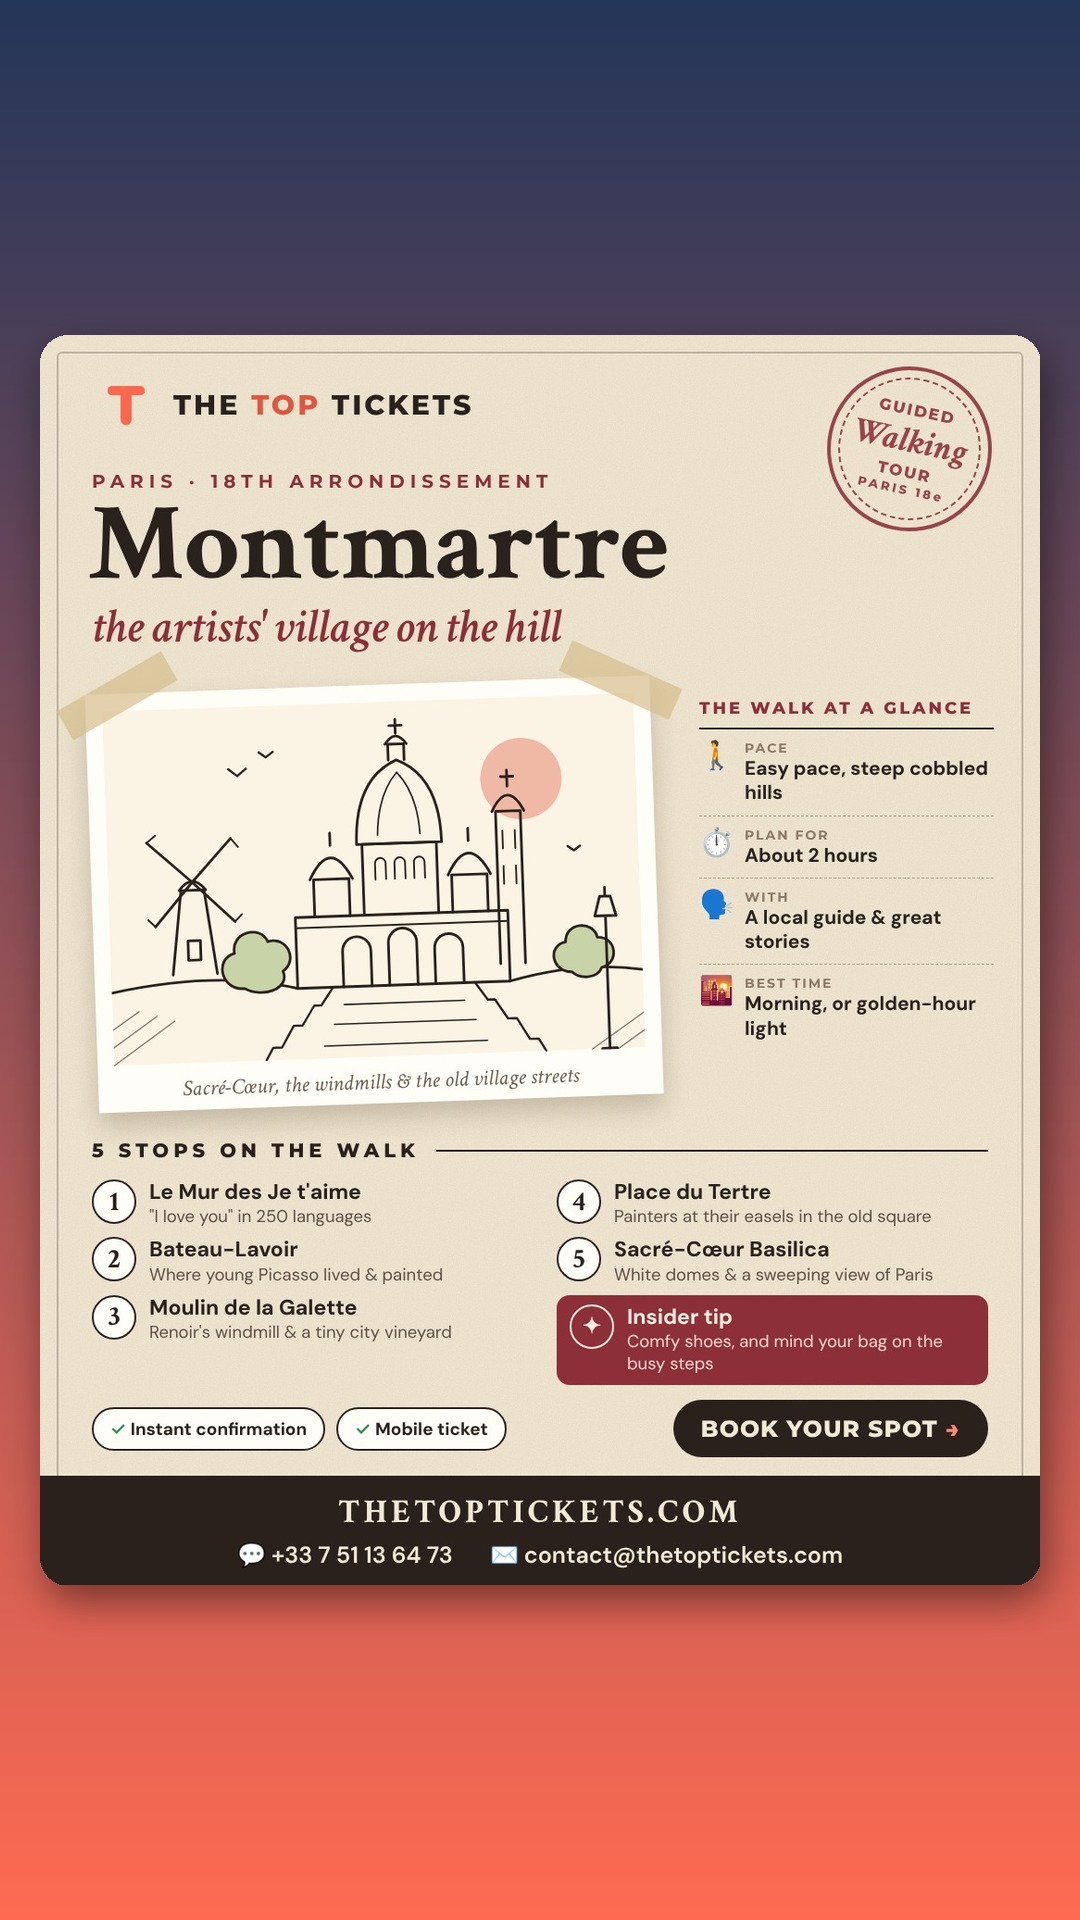 THE TOP TICKETS
GUIDED
Walking
TOUR
PARIS 18e
PARIS · 18TH ARRONDISSEMENT
Montmartre
the artists' village on the hill
Sacré-Cœur, the windmills & the old village streets
THE WALK AT A GLANCE
PACE
Easy pace, steep cobbled
hills
PLAN FOR
About 2 hours
WITH
A local guide & great
stories
BEST TIME
Morning, or golden-hour
light
5 STOPS ON THE WALK
1
Le Mur des Je t'aime
"I love you" in 250 languages
2
Bateau-Lavoir
Where young Picasso lived & painted
3
Moulin de la Galette
Renoir's windmill & a tiny city vineyard
4
Place du Tertre
Painters at their easels in the old square
5
Sacré-Cœur Basilica
White domes & a sweeping view of Paris
Insider tip
Comfy shoes, and mind your bag on the
busy steps
✓ Instant confirmation
✓ Mobile ticket
BOOK YOUR SPOT →
THETOPTICKETS.COM
+33 7 51 13 64 73
contact@thetoptickets.com